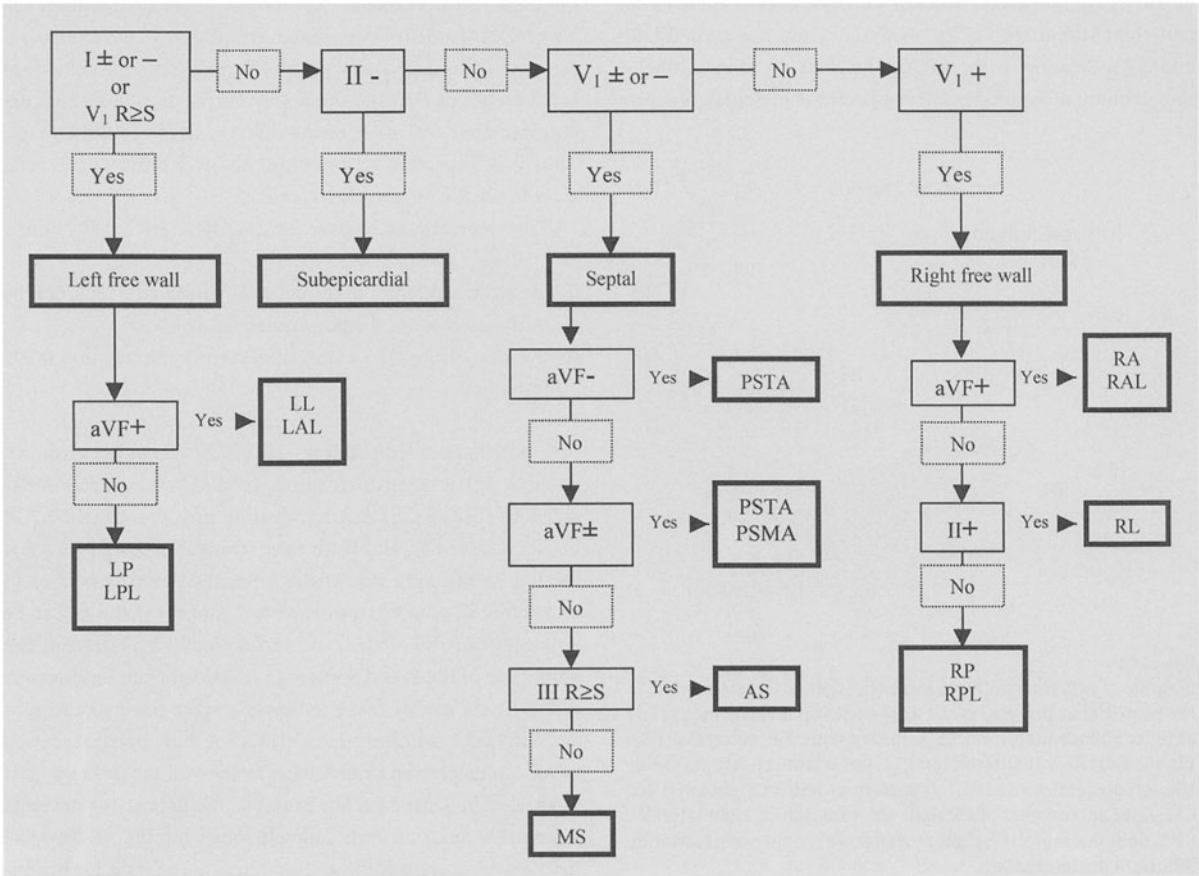 I ± or –
or
V₁ R≥S
No
II -
No
V₁ ± or –
No
V₁ +
Yes
Yes
Yes
Yes
Left free wall
Subepicardial
Septal
Right free wall
aVF+
Yes
LL
LAL
No
LP
LPL
aVF-
Yes
PSTA
No
aVF±
Yes
PSTA
PSMA
No
III R≥S
Yes
AS
No
MS
aVF+
Yes
RA
RAL
No
II+
Yes
RL
No
RP
RPL